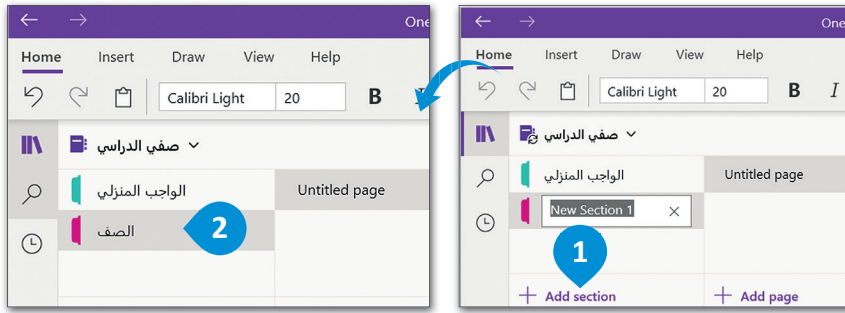 One
Home Insert Draw View Help
Calibri Light 20 B I
صفي الدراسي
الواجب المنزلي
New Section 1
Untitled page
1
Add section
Add page
One
Home Insert Draw View Help
Calibri Light 20 B
صفي الدراسي
الواجب المنزلي
الصف
Untitled page
2